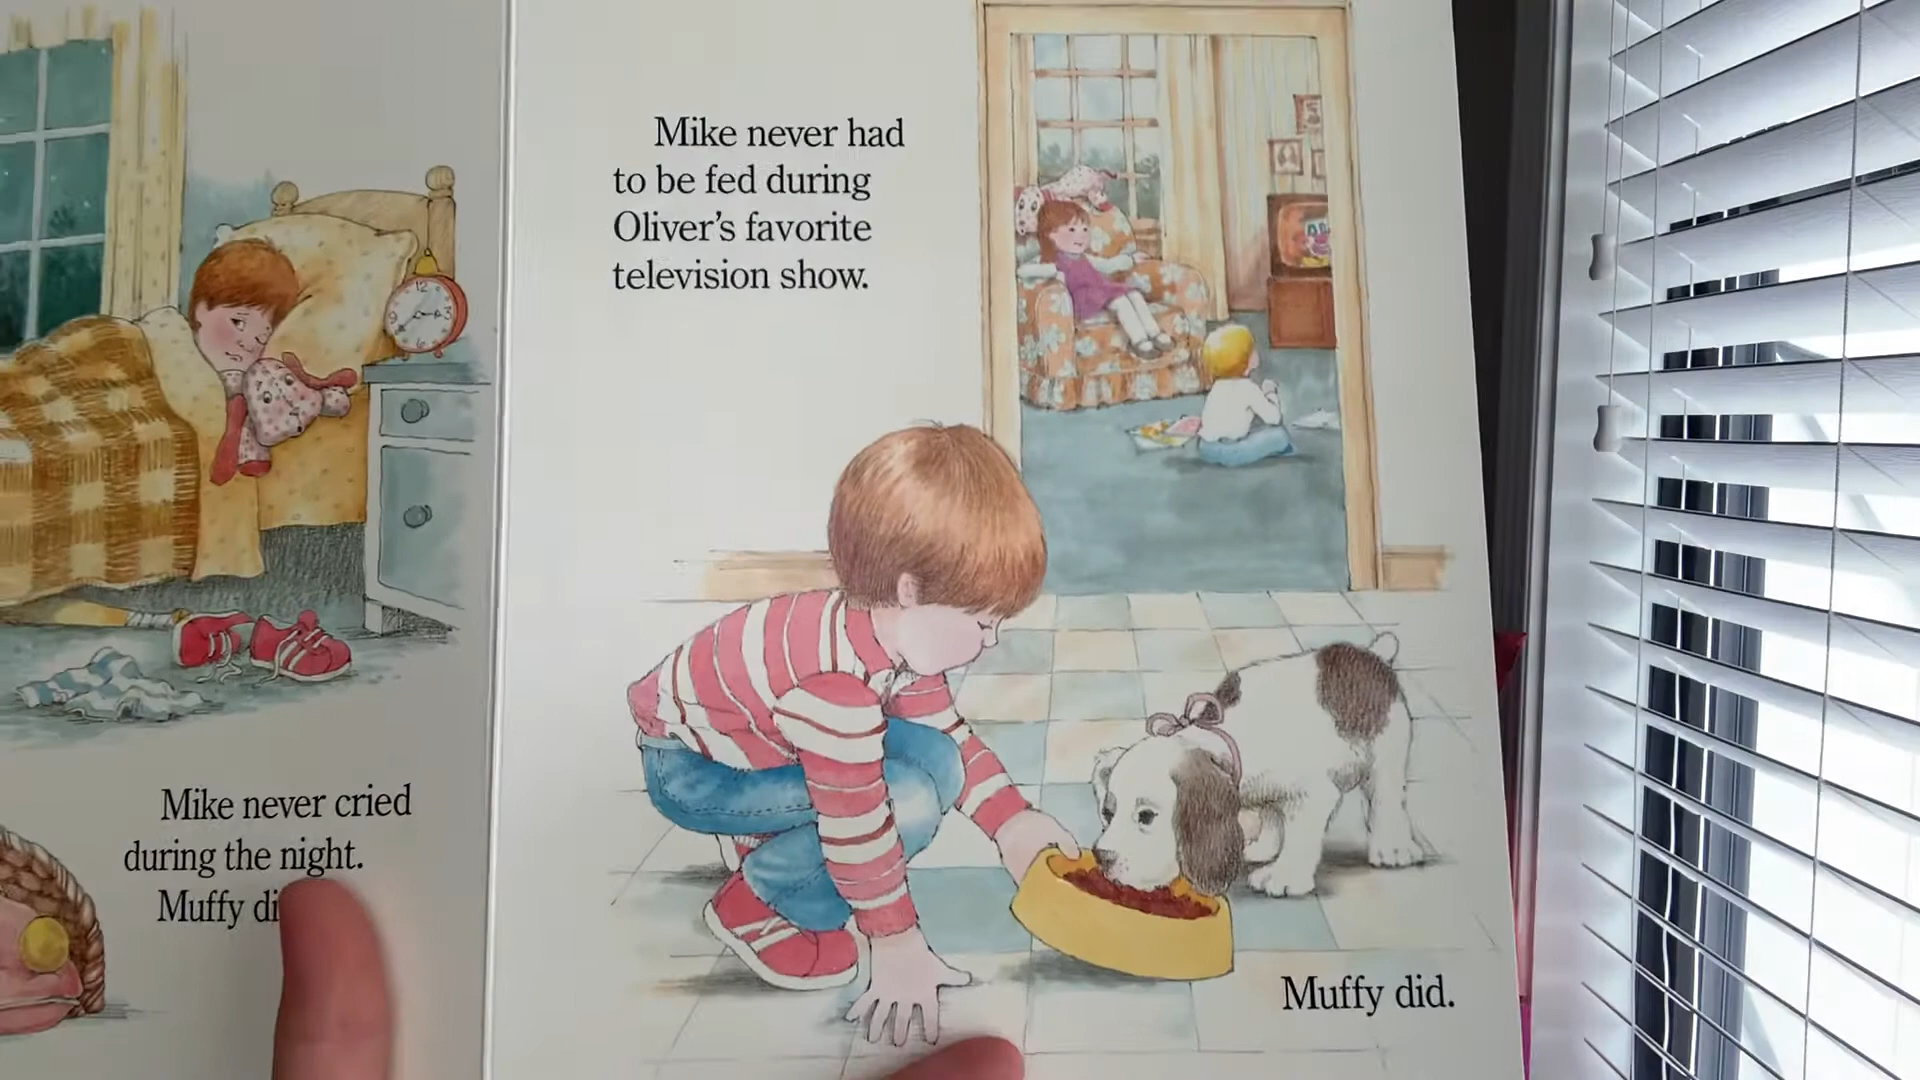 Mike never cried
during the night.
Muffy di
Mike never had
to be fed during
Oliver's favorite
television show.
Muffy did.